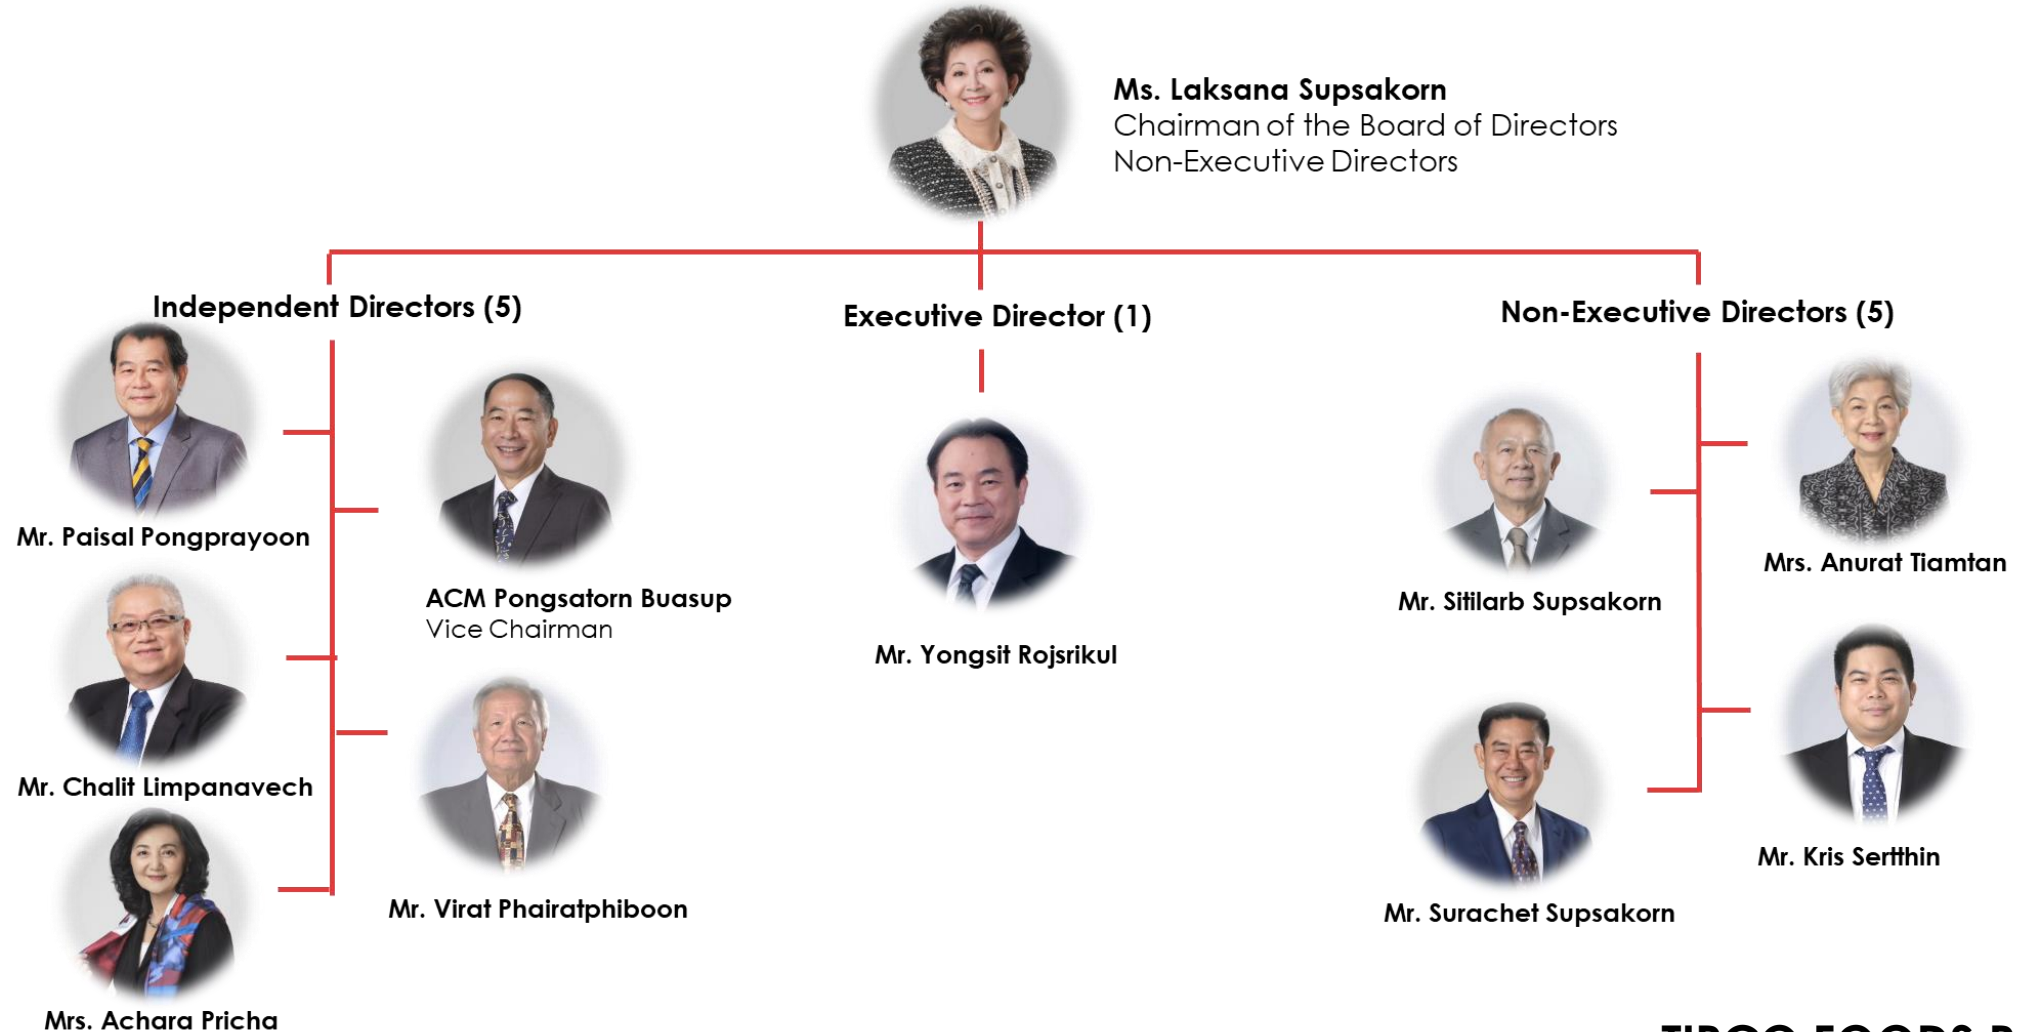 Ms. Laksana Supsakorn
Chairman of the Board of Directors
Non-Executive Directors
Independent Directors (5)
Executive Director (1)
Non-Executive Directors (5)
Mr. Paisal Pongprayoon
ACM Pongsatorn Buasup
Vice Chairman
Mr. Chalit Limpanavech
Mr. Virat Phairatphiboon
Mrs. Achara Pricha
Mr. Yongsit Rojsrikul
Mr. Sitilarb Supsakorn
Mrs. Anurat Tiamtan
Mr. Surachet Supsakorn
Mr. Kris Sertthin